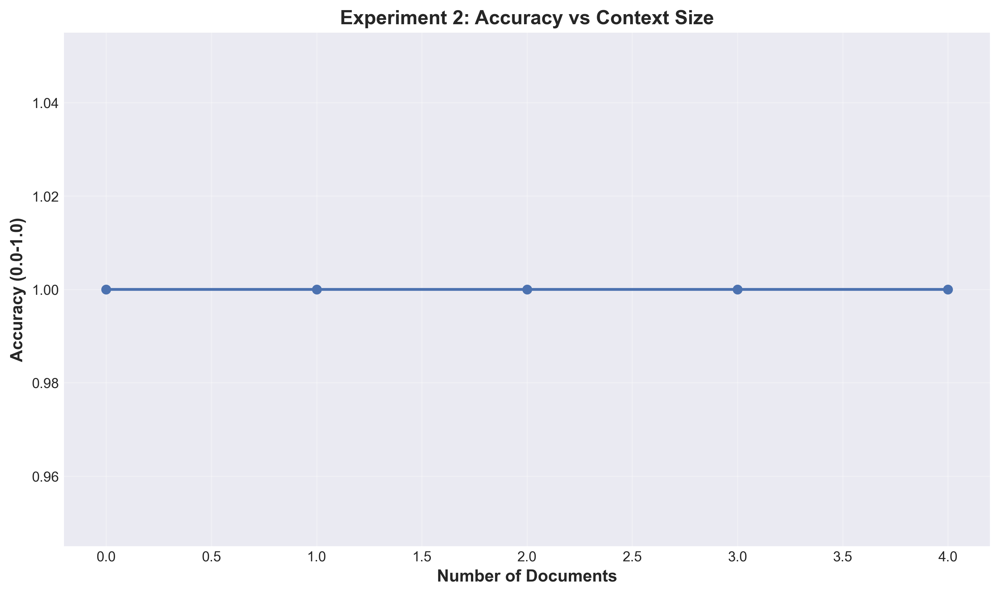 Experiment 2: Accuracy vs Context Size
Accuracy (0.0-1.0)
1.04
1.02
1.00
0.98
0.96
0.0 0.5 1.0 1.5 2.0 2.5 3.0 3.5 4.0
Number of Documents